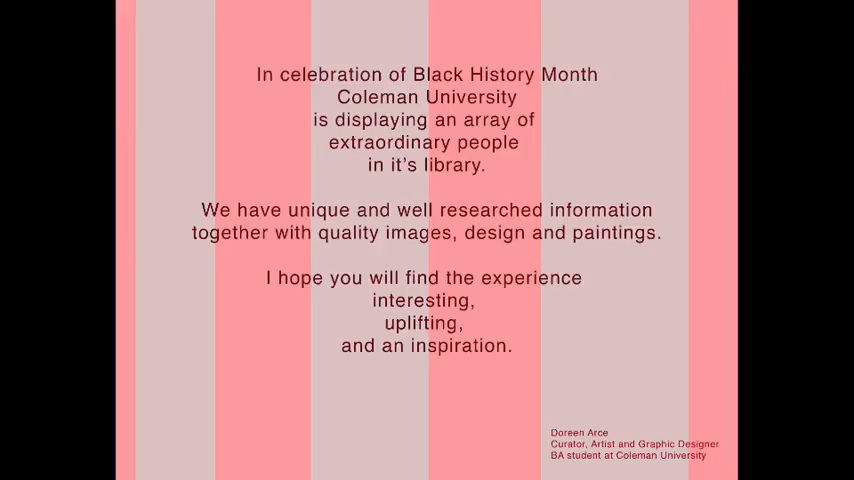 In celebration of Black History Month
Coleman University
is displaying an array of
extraordinary people
in it’s library.
We have unique and well researched information
together with quality images, design and paintings.
I hope you will find the experience
interesting,
uplifting,
and an inspiration.
Doreen Arce
Curator, Artist and Graphic Designer
BA student at Coleman University